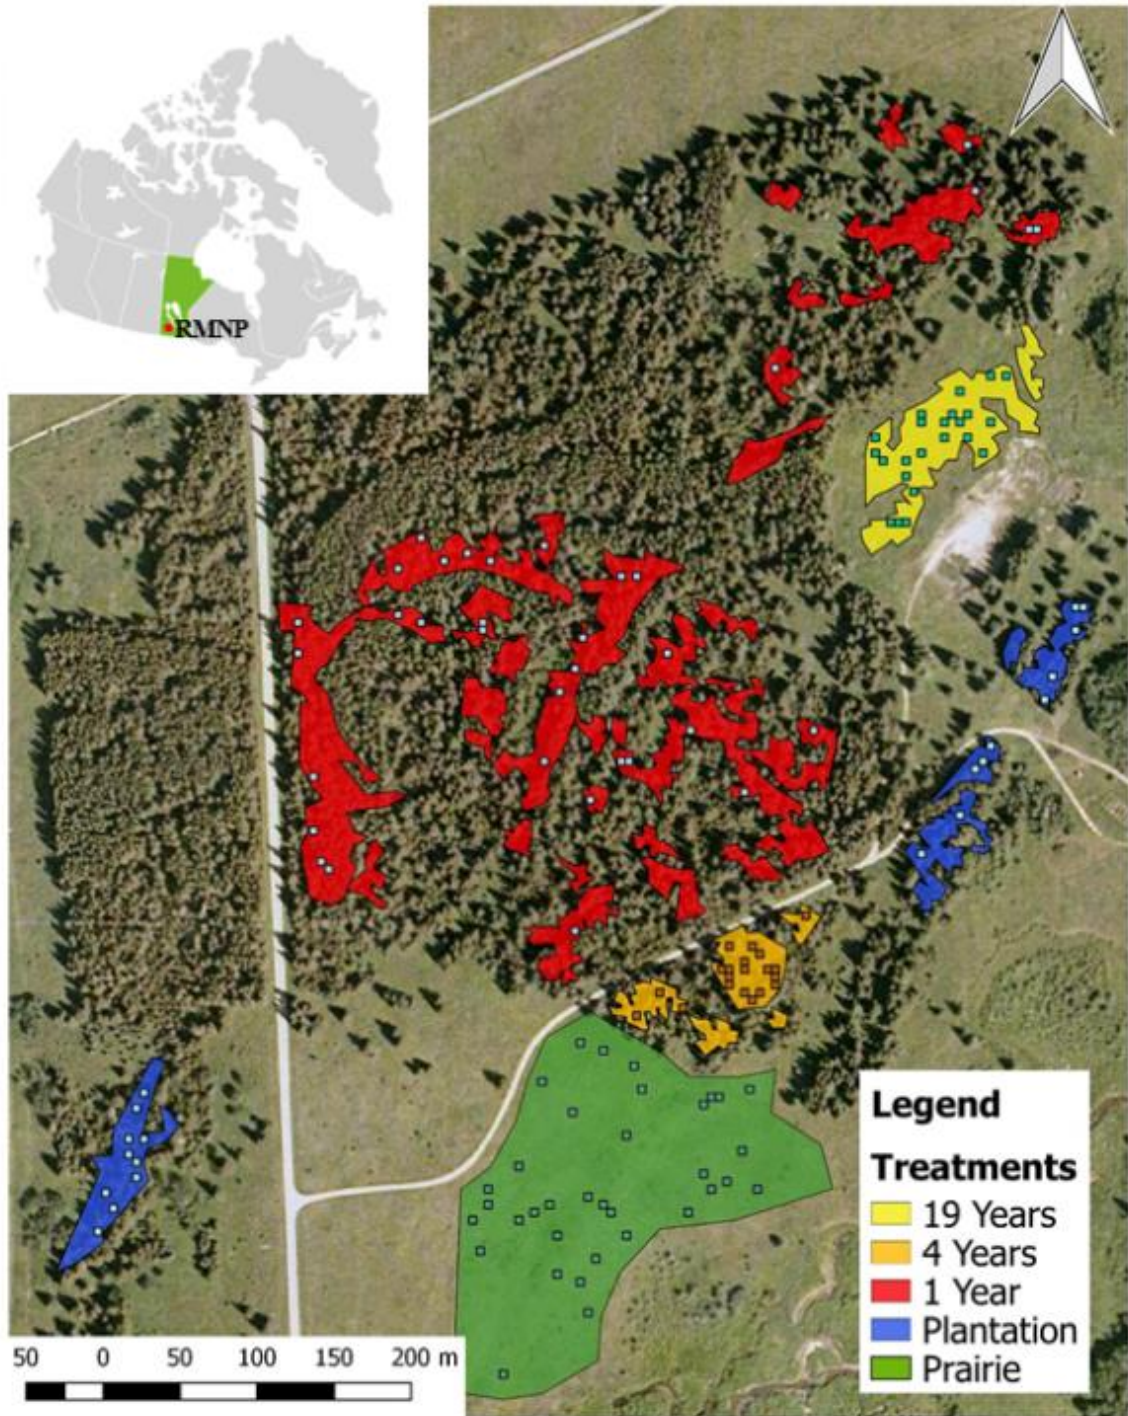 RMNP
Legend
Treatments
19 Years
4 Years
1 Year
Plantation
Prairie
50 0 50 100 150 200 m